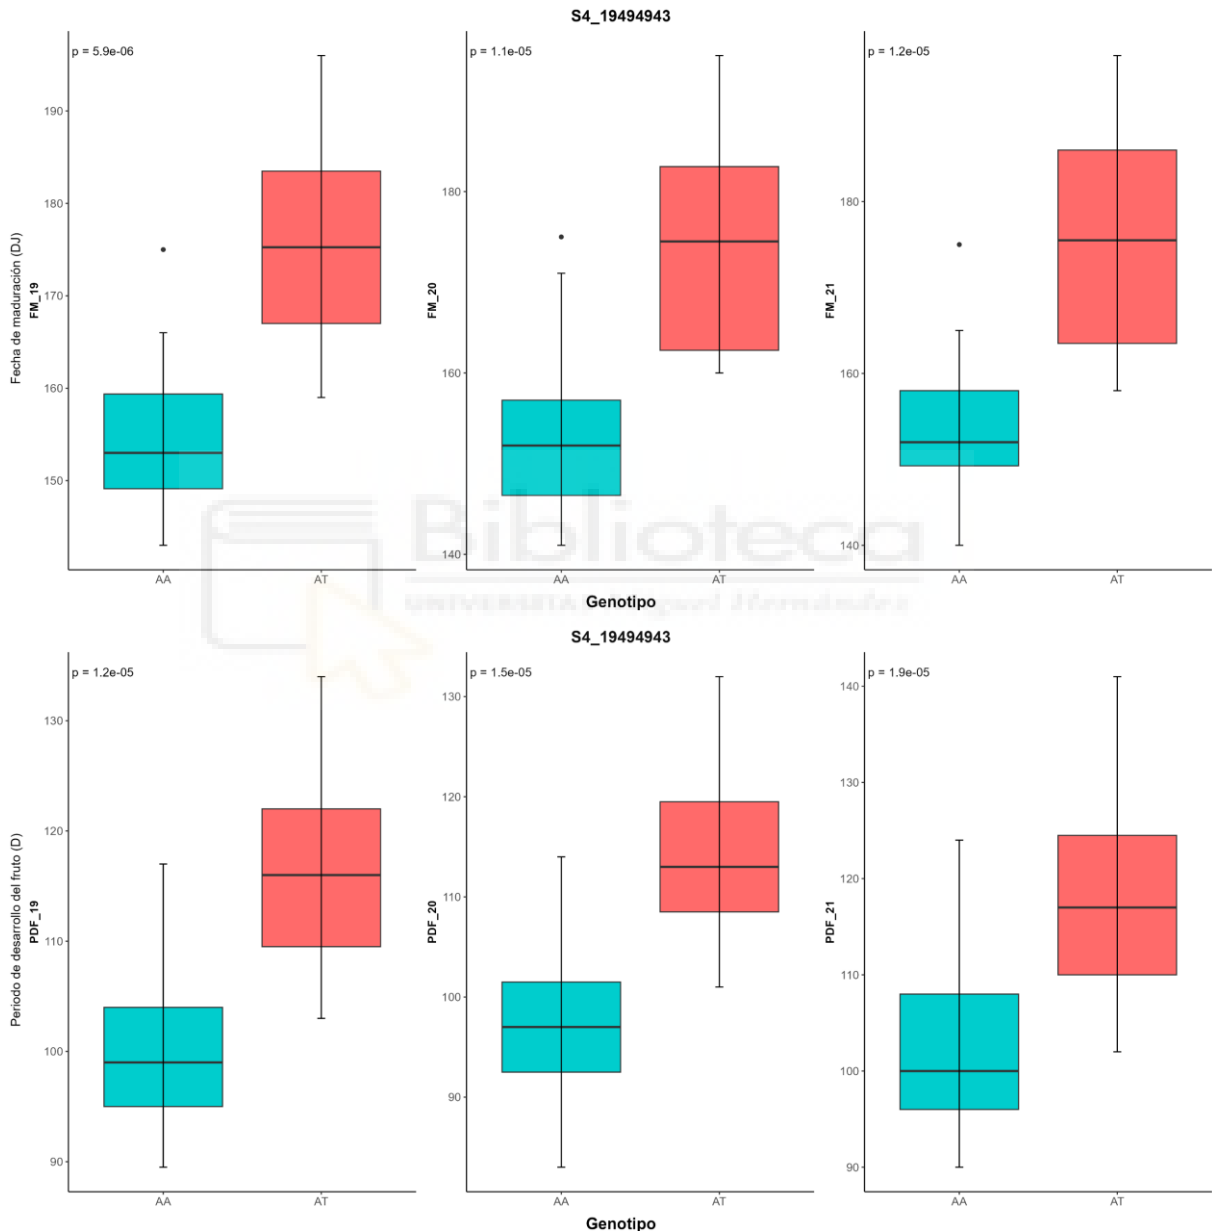 S4_19494943
p = 5.9e-06
p = 1.1e-05
p = 1.2e-05
Fecha de maduración (DJ)
FM_19
190
180
170
160
150
FM_20
180
160
140
FM_21
180
160
140
AA
AT
AA
AT
AA
AT
Genotipo
Biblioteca
UNIVERSITAS Miguel Hernández
S4_19494943
p = 1.2e-05
p = 1.5e-05
p = 1.9e-05
Periodo de desarrollo del fruto (D)
PDF_19
130
120
110
100
90
PDF_20
130
120
110
100
90
PDF_21
140
130
120
110
100
90
AA
AT
AA
AT
AA
AT
Genotipo